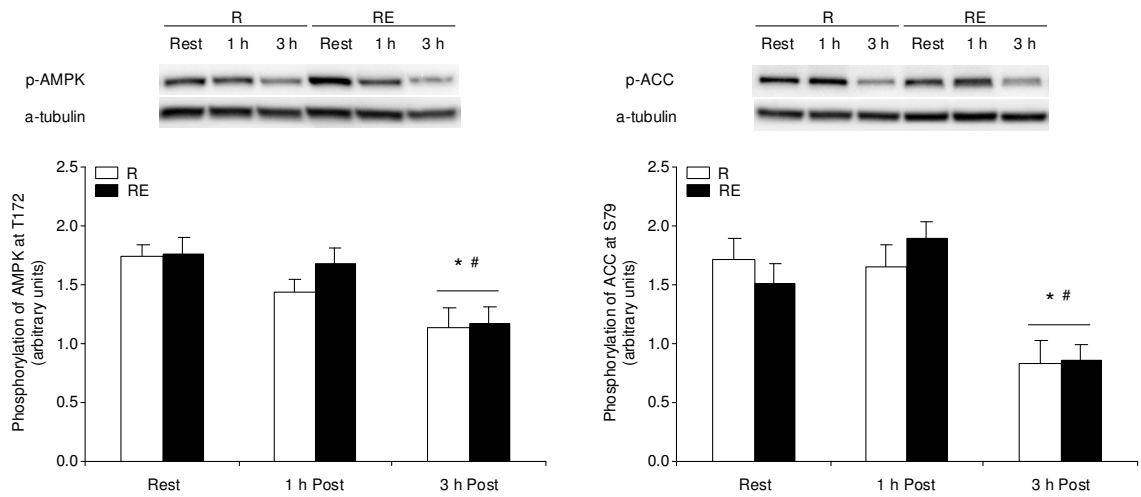 R RE
Rest 1 h 3 h Rest 1 h 3 h
p-AMPK
a-tubulin
2.5
2.0
1.5
1.0
0.5
0.0
Phosphorylation of AMPK at T172
(arbitrary units)
R
RE
* #
Rest 1 h Post 3 h Post
R RE
Rest 1 h 3 h Rest 1 h 3 h
p-ACC
a-tubulin
2.5
2.0
1.5
1.0
0.5
0.0
Phosphorylation of ACC at S79
(arbitrary units)
R
RE
* #
Rest 1 h Post 3 h Post